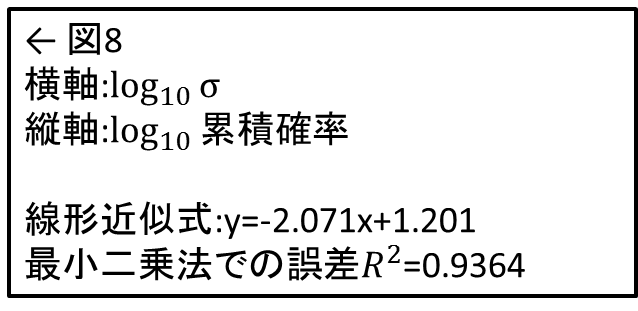 ← 図8
横軸:log₁₀ σ
縦軸:log₁₀ 累積確率
線形近似式:y=-2.071x+1.201
最小二乗法での誤差R²=0.9364